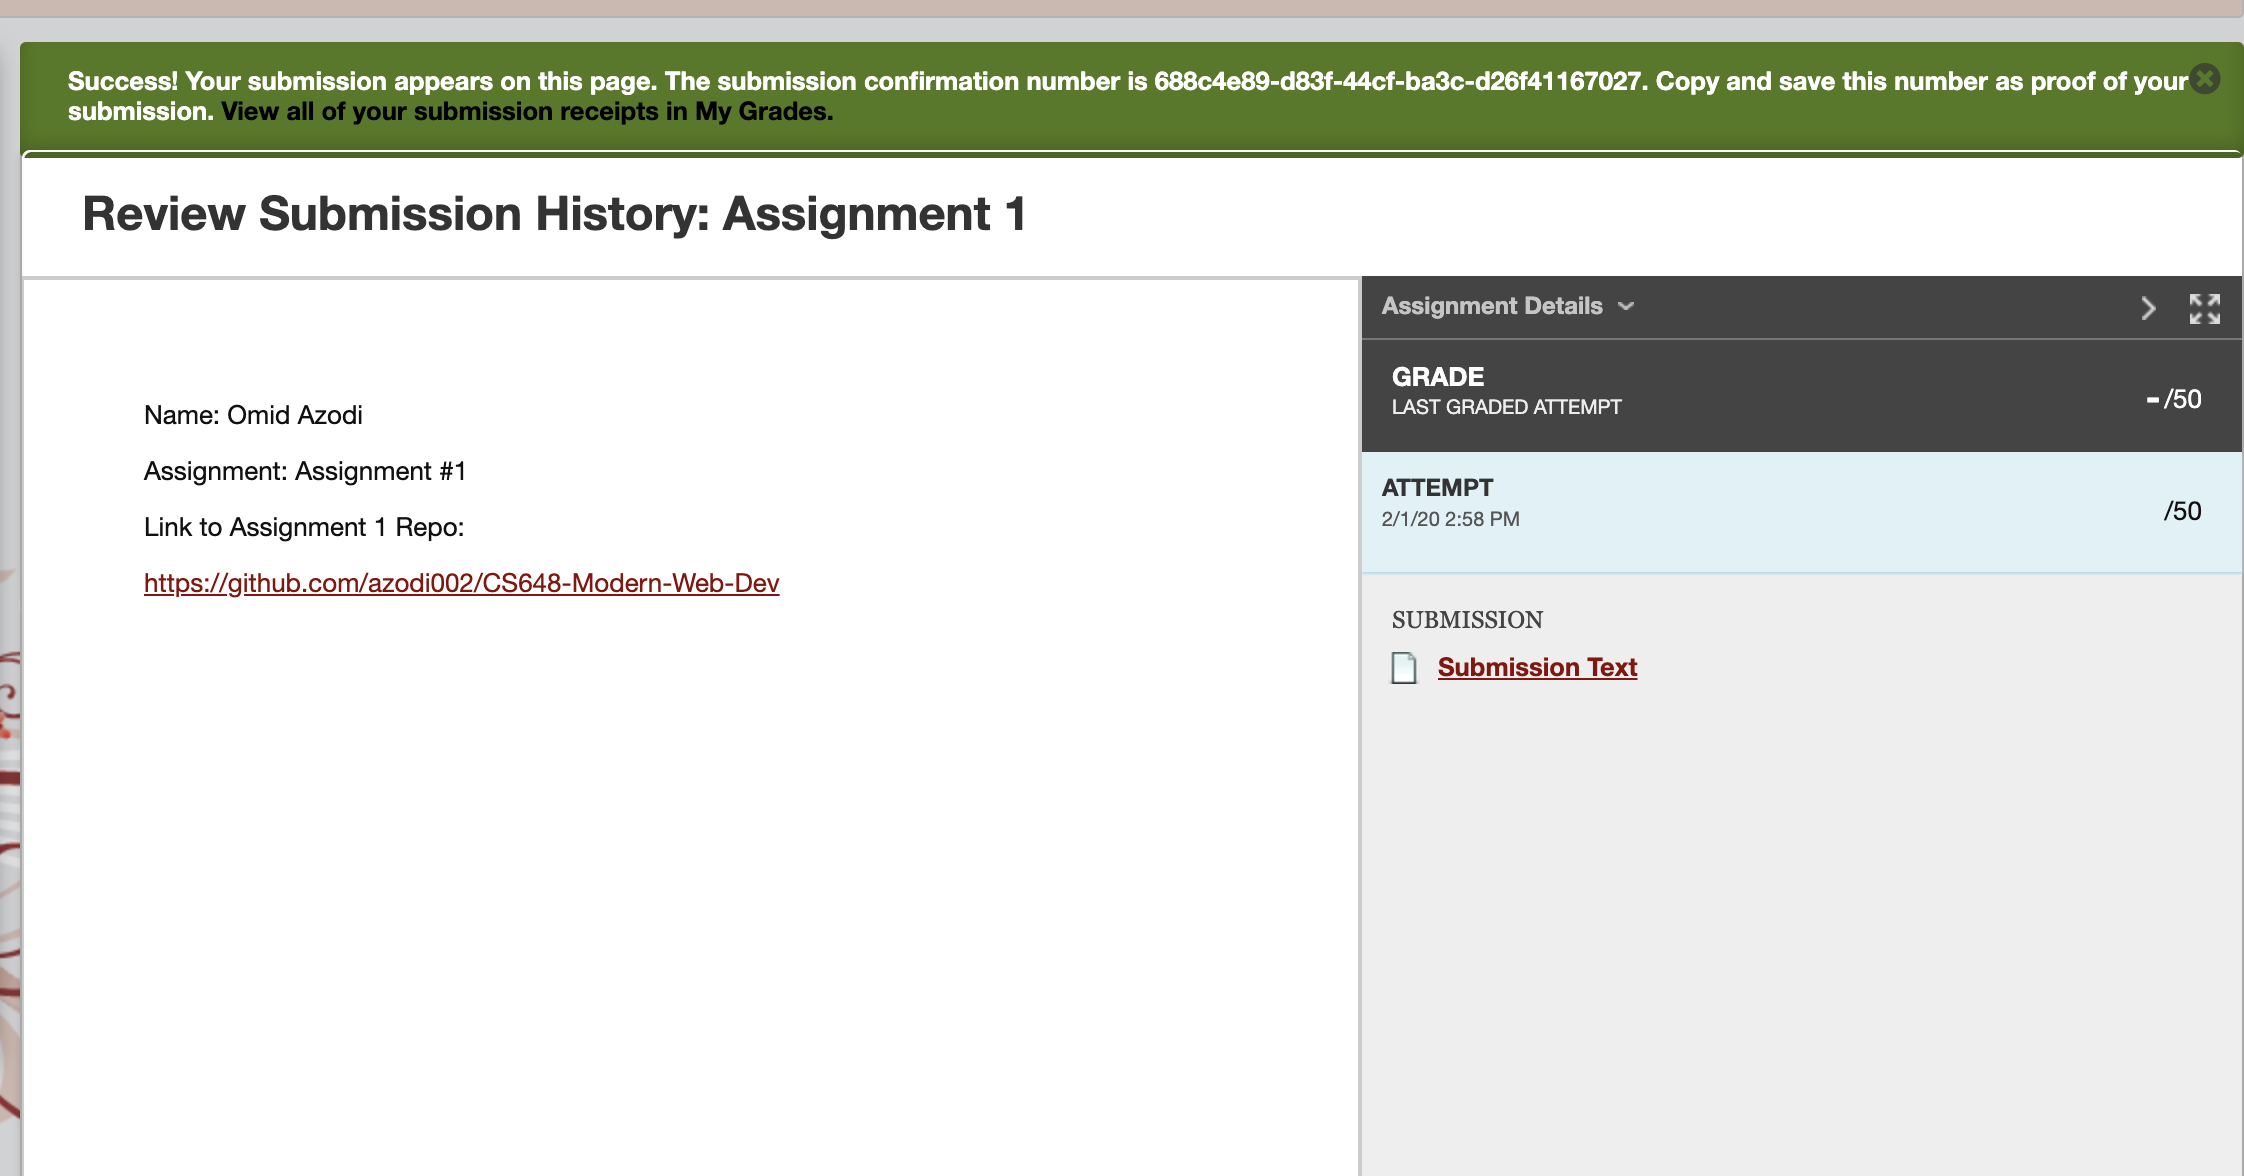 Success! Your submission appears on this page. The submission confirmation number is 688c4e89-d83f-44cf-ba3c-d26f41167027. Copy and save this number as proof of your
submission. View all of your submission receipts in My Grades.
Review Submission History: Assignment 1
Name: Omid Azodi
Assignment: Assignment #1
Link to Assignment 1 Repo:
https://github.com/azodi002/CS648-Modern-Web-Dev
Assignment Details
GRADE
LAST GRADED ATTEMPT
-/50
ATTEMPT
2/1/20 2:58 PM
/50
SUBMISSION
Submission Text